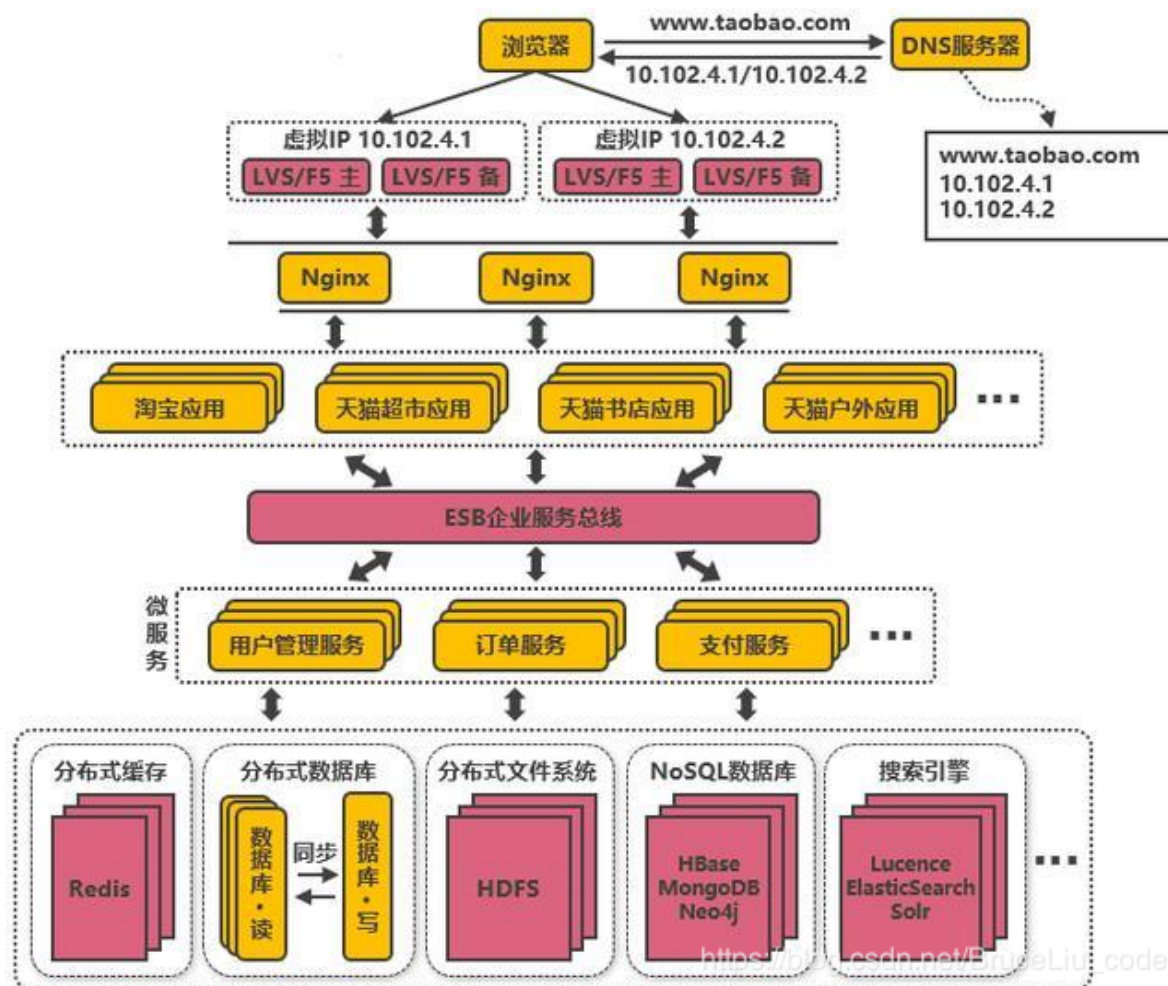 www.taobao.com
浏览器
DNS服务器
10.102.4.1/10.102.4.2
虚拟IP 10.102.4.1
LVS/F5 主
LVS/F5 备
虚拟IP 10.102.4.2
LVS/F5 主
LVS/F5 备
www.taobao.com
10.102.4.1
10.102.4.2
Nginx
Nginx
Nginx
淘宝应用
天猫超市应用
天猫书店应用
天猫户外应用
ESB企业服务总线
微服务
用户管理服务
订单服务
支付服务
分布式缓存
Redis
分布式数据库
数据库·读
同步
数据库·写
分布式文件系统
HDFS
NoSQL数据库
HBase
MongoDB
Neo4j
搜索引擎
Lucence
ElasticSearch
Solr
https://blog.csdn.net/BruceLiu_code